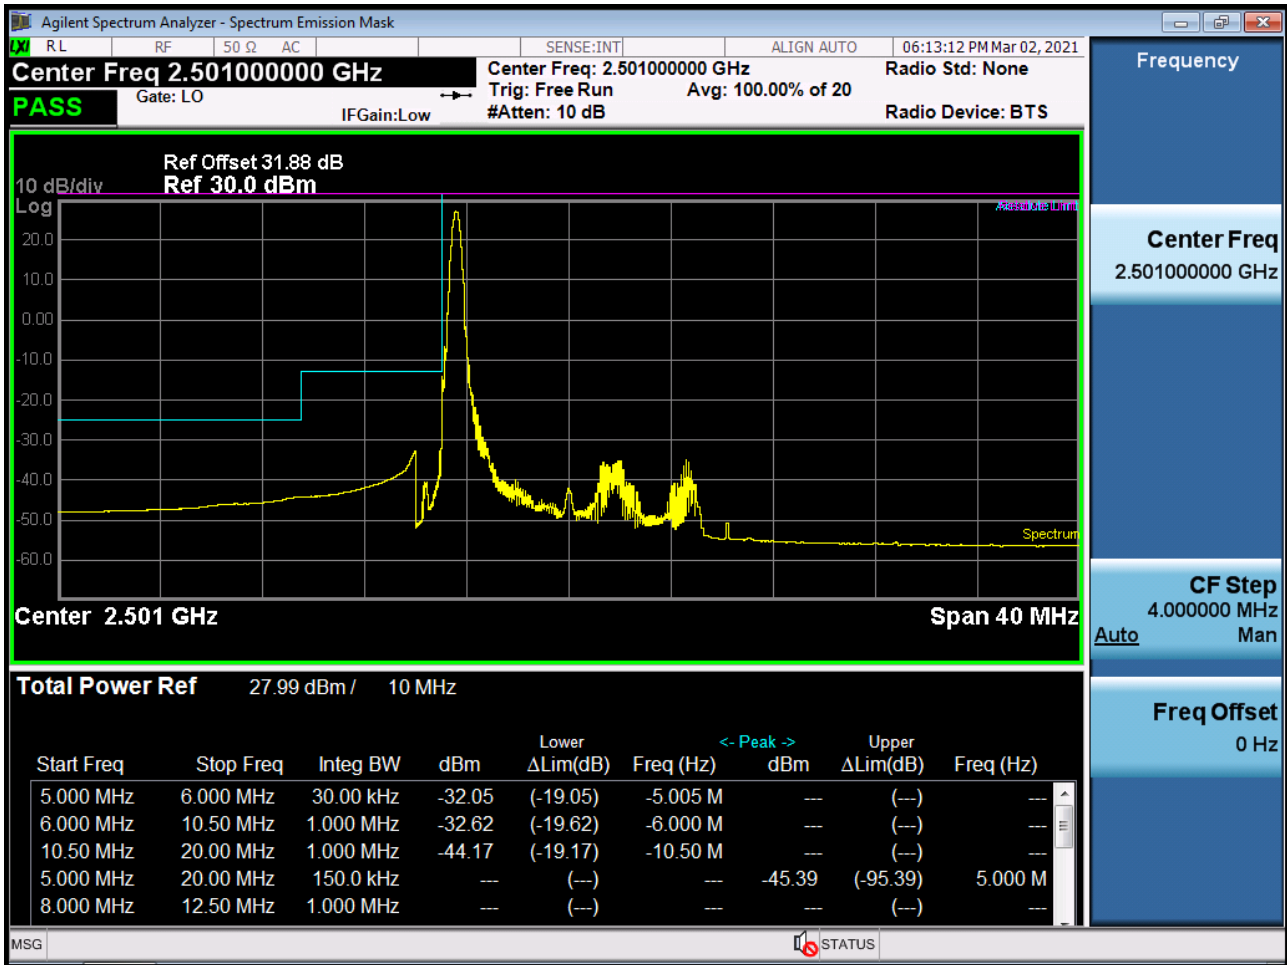 Agilent Spectrum Analyzer - Spectrum Emission Mask
LXI RL RF 50 Ω AC SENSE:INT ALIGN AUTO 06:13:12 PM Mar 02, 2021
Center Freq 2.501000000 GHz
PASS
Gate: LO
IFGain:Low
Center Freq: 2.501000000 GHz
Trig: Free Run Avg: 100.00% of 20
#Atten: 10 dB
Radio Std: None
Radio Device: BTS
Ref Offset 31.88 dB
10 dB/div Ref 30.0 dBm
Log
20.0
10.0
0.00
-10.0
-20.0
-30.0
-40.0
-50.0
-60.0
Spectrum
Center 2.501 GHz Span 40 MHz
Total Power Ref 27.99 dBm / 10 MHz
Lower <- Peak -> Upper
Start Freq Stop Freq Integ BW dBm ΔLim(dB) Freq (Hz) dBm ΔLim(dB) Freq (Hz)
5.000 MHz 6.000 MHz 30.00 kHz -32.05 (-19.05) -5.005 M --- (---) ---
6.000 MHz 10.50 MHz 1.000 MHz -32.62 (-19.62) -6.000 M --- (---) ---
10.50 MHz 20.00 MHz 1.000 MHz -44.17 (-19.17) -10.50 M --- (---) ---
5.000 MHz 20.00 MHz 150.0 kHz --- (---) --- -45.39 (-95.39) 5.000 M
8.000 MHz 12.50 MHz 1.000 MHz --- (---) --- --- (---) ---
MSG STATUS
Frequency
Center Freq
2.501000000 GHz
CF Step
4.000000 MHz
Auto Man
Freq Offset
0 Hz